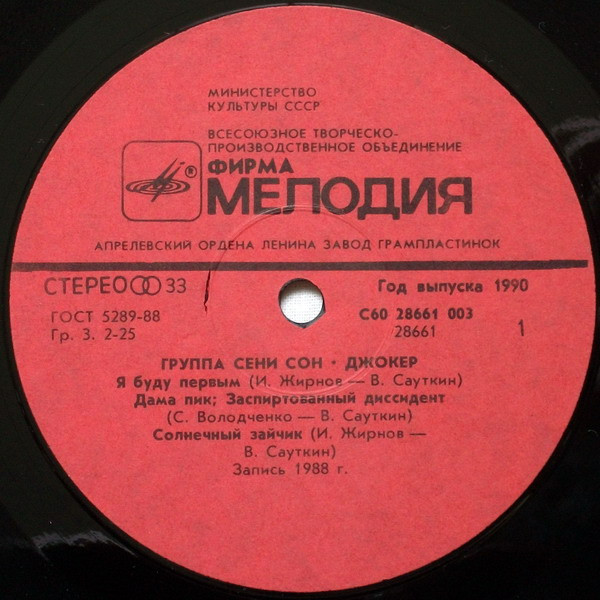 МИНИСТЕРСТВО
КУЛЬТУРЫ СССР
ВСЕСОЮЗНОЕ ТВОРЧЕСКО-
ПРОИЗВОДСТВЕННОЕ ОБЪЕДИНЕНИЕ
®
ФИРМА
МЕЛОДИЯ
АПРЕЛЕВСКИЙ ОРДЕНА ЛЕНИНА ЗАВОД ГРАМПЛАСТИНОК
СТЕРЕО 33
Год выпуска 1990
ГОСТ 5289-88
С60 28661 003
Гр. 3. 2-25
28661
1
ГРУППА СЕНИ СОН · ДЖОКЕР
Я буду первым (И. Жирнов — В. Сауткин)
Дама пик; Заспиртованный диссидент
(С. Володченко — В. Сауткин)
Солнечный зайчик (И. Жирнов —
В. Сауткин)
Запись 1988 г.